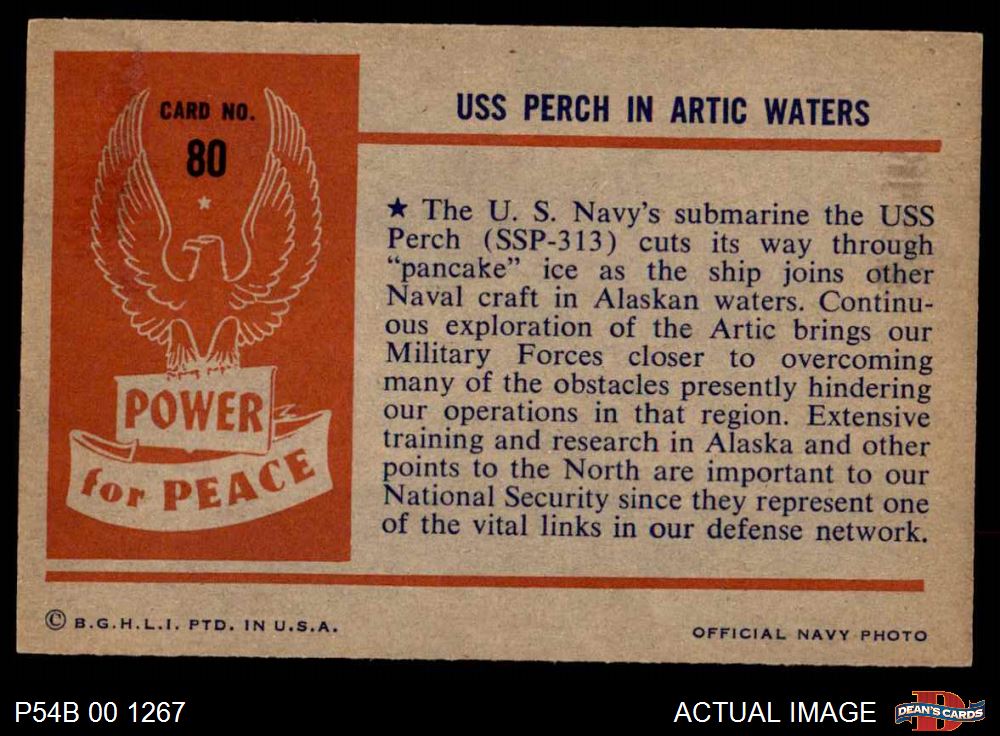 CARD NO.
80
POWER
for PEACE
USS PERCH IN ARTIC WATERS
★ The U. S. Navy's submarine the USS
Perch (SSP-313) cuts its way through
“pancake” ice as the ship joins other
Naval craft in Alaskan waters. Continu-
ous exploration of the Artic brings our
Military Forces closer to overcoming
many of the obstacles presently hindering
our operations in that region. Extensive
training and research in Alaska and other
points to the North are important to our
National Security since they represent one
of the vital links in our defense network.
© B.G.H.L.I. PTD. IN U.S.A.
OFFICIAL NAVY PHOTO
P54B 00 1267
ACTUAL IMAGE
DEAN'S CARDS